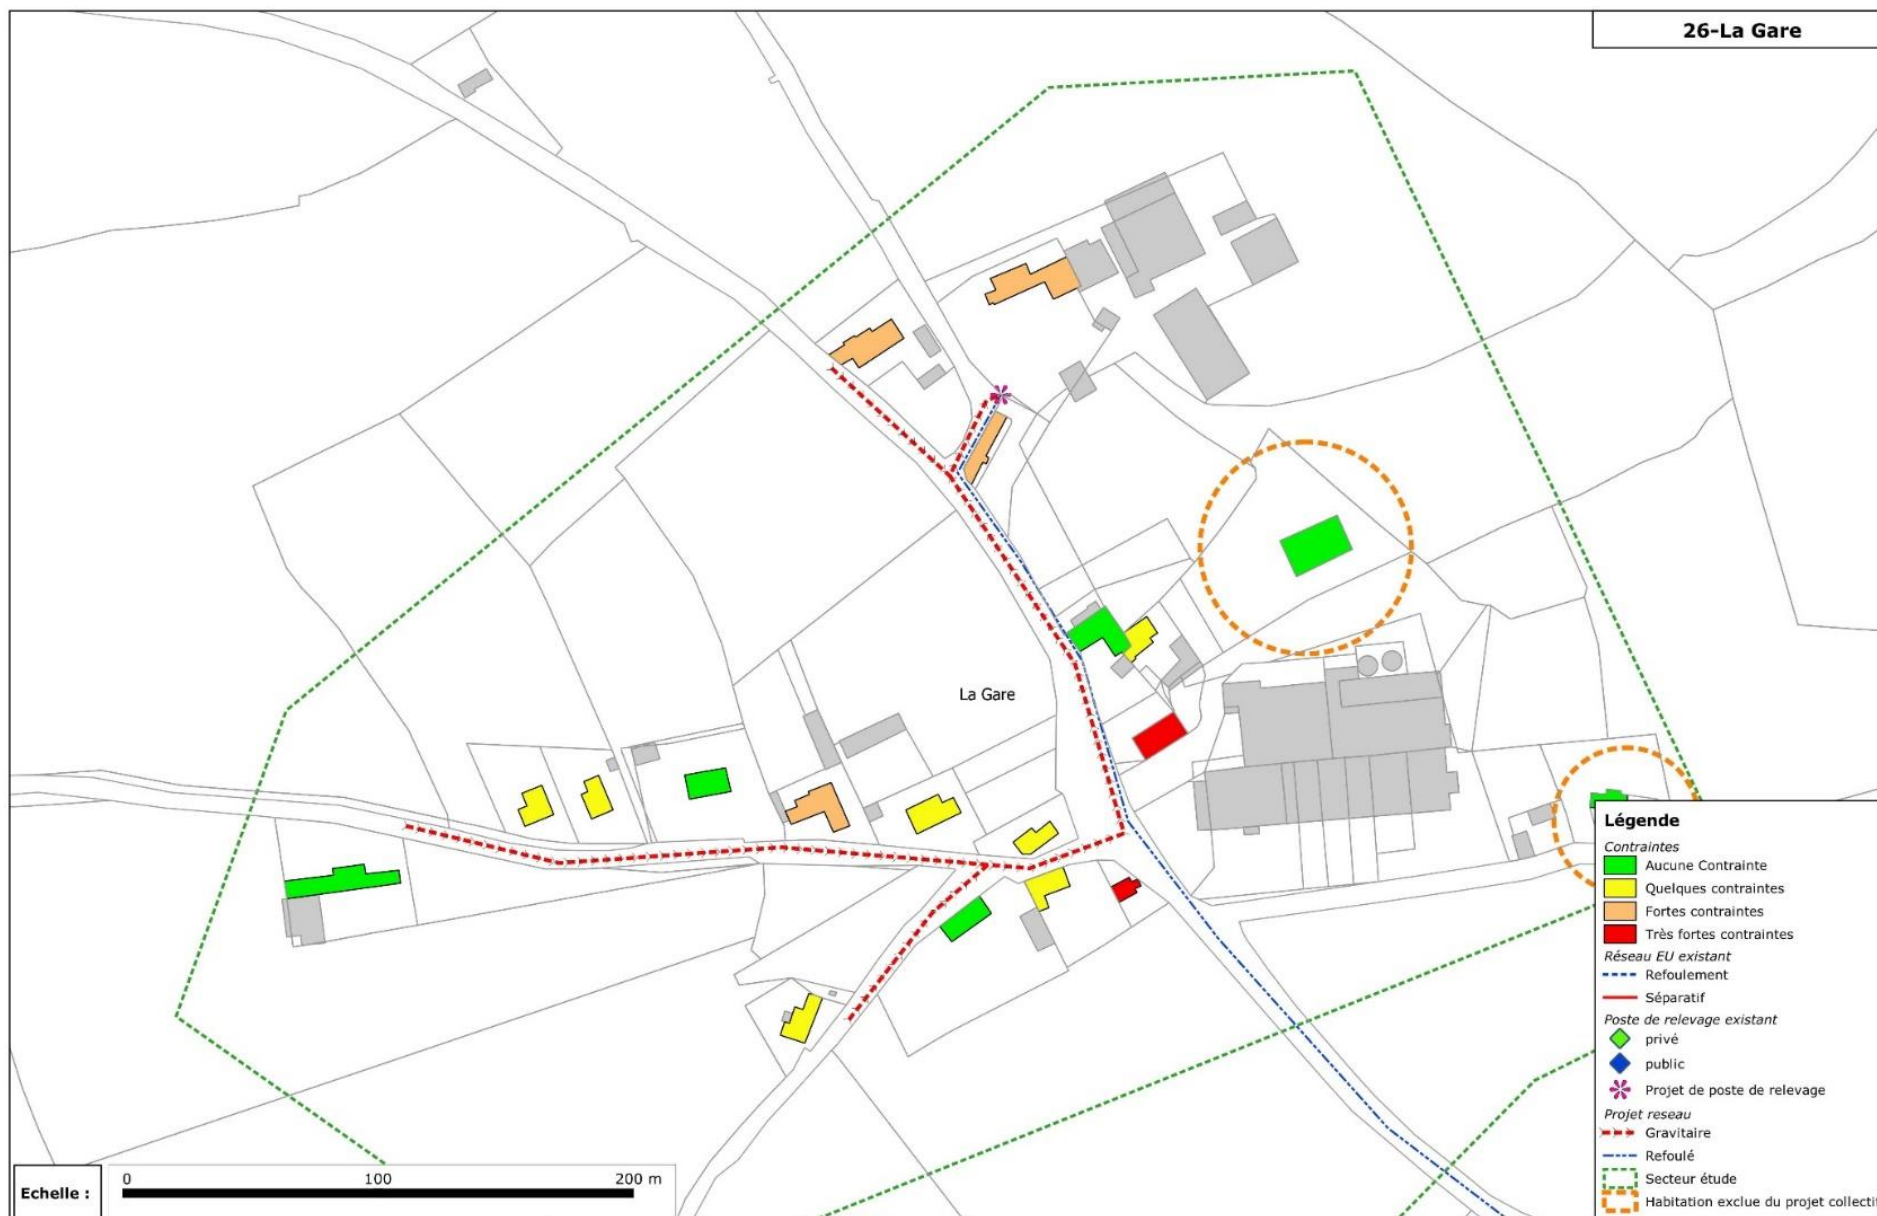 26-La Gare
La Gare
Légende
Contraintes
Aucune Contrainte
Quelques contraintes
Fortes contraintes
Très fortes contraintes
Réseau EU existant
Refoulement
Séparatif
Poste de relevage existant
privé
public
Projet de poste de relevage
Projet reseau
Gravitaire
Refoulé
Secteur étude
Habitation exclue du projet collectif
Echelle :
0 100 200 m